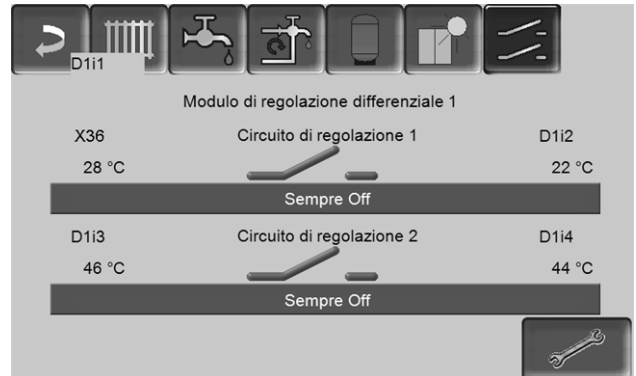 D1i1
Modulo di regolazione differenziale 1
X36 Circuito di regolazione 1 D1i2
28 °C 22 °C
Sempre Off
D1i3 Circuito di regolazione 2 D1i4
46 °C 44 °C
Sempre Off